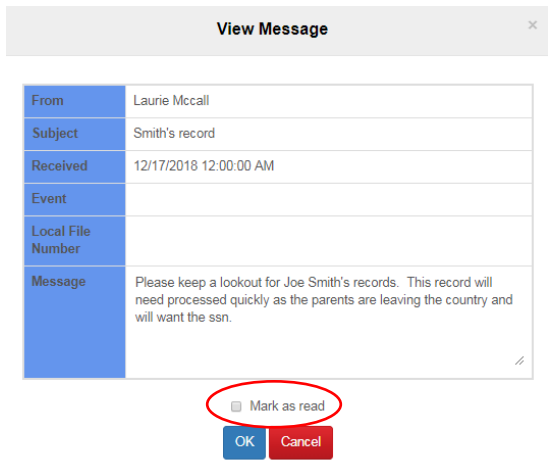 View Message
×
From Laurie Mccall
Subject Smith's record
Received 12/17/2018 12:00:00 AM
Event
Local File
Number
Message Please keep a lookout for Joe Smith's records.  This record will
need processed quickly as the parents are leaving the country and
will want the ssn.
Mark as read
OK Cancel